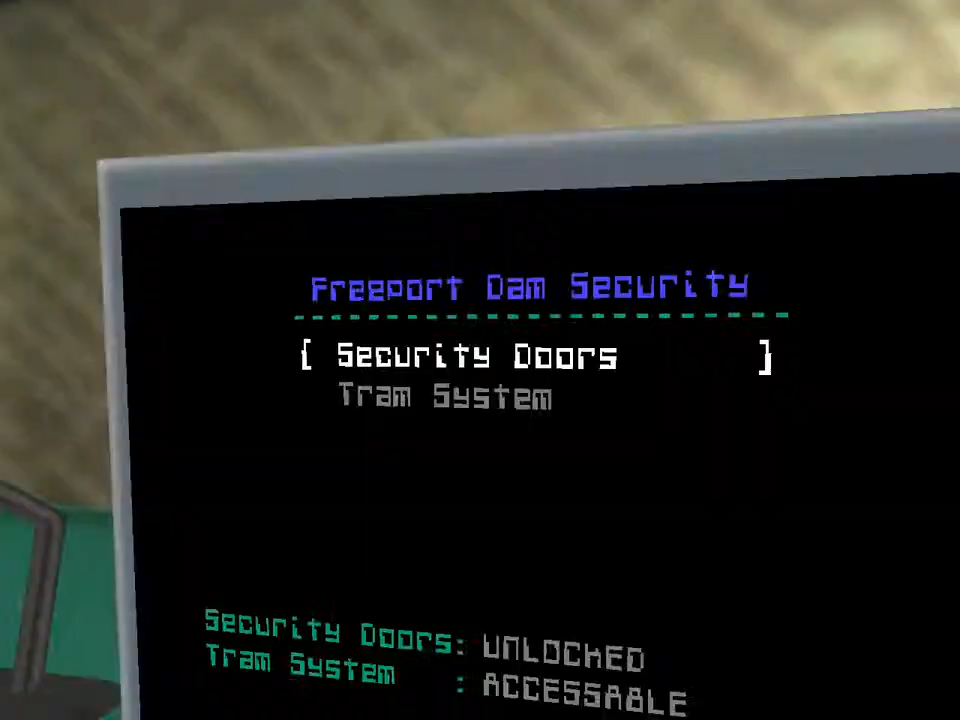 Freeport Dam Security
[ Security Doors ]
Tram System
Security Doors: UNLOCKED
Tram System : ACCESSABLE